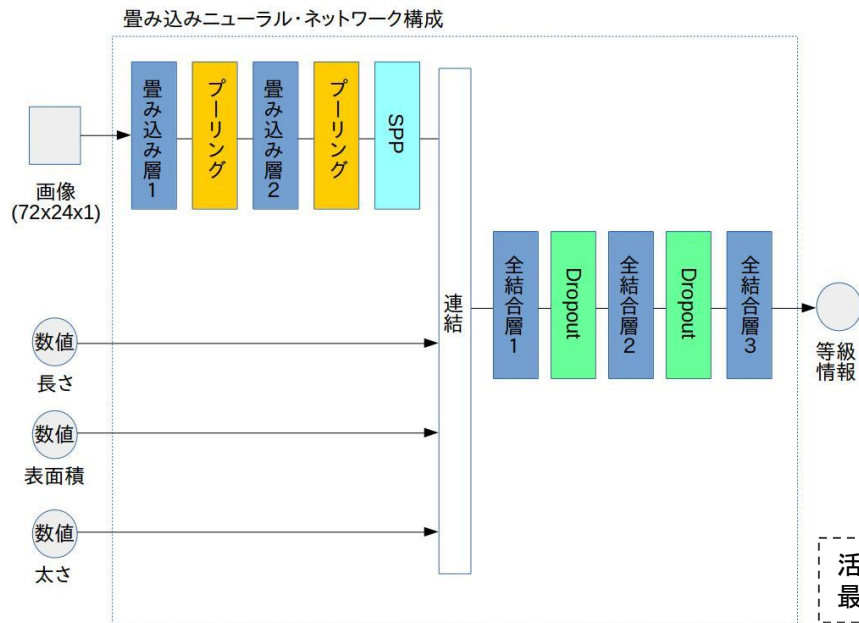 畳み込みニューラル・ネットワーク構成
畳み込み層1
プーリング
畳み込み層2
プーリング
SPP
画像
(72x24x1)
連結
全結合層1
Dropout
全結合層2
Dropout
全結合層3
等級
情報
数値
長さ
数値
表面積
数値
太さ
活
最